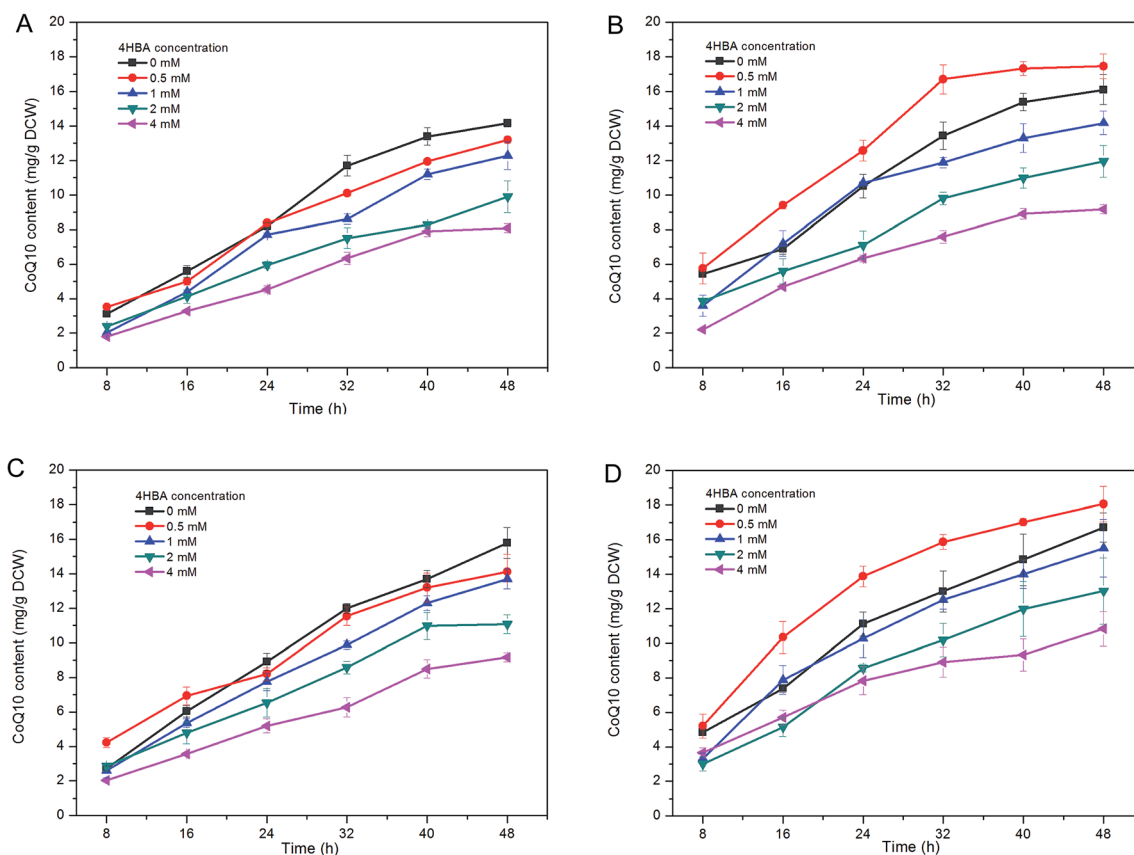 A
20
18
16
14
12
10
8
6
4
2
0
CoQ10 content (mg/g DCW)
4HBA concentration
0 mM
0.5 mM
1 mM
2 mM
4 mM
8 16 24 32 40 48
Time (h)
B
20
18
16
14
12
10
8
6
4
2
0
CoQ10 content (mg/g DCW)
4HBA concentration
0 mM
0.5 mM
1 mM
2 mM
4 mM
8 16 24 32 40 48
Time (h)
C
20
18
16
14
12
10
8
6
4
2
0
CoQ10 content (mg/g DCW)
4HBA concentration
0 mM
0.5 mM
1 mM
2 mM
4 mM
8 16 24 32 40 48
Time (h)
D
20
18
16
14
12
10
8
6
4
2
0
CoQ10 content (mg/g DCW)
4HBA concentration
0 mM
0.5 mM
1 mM
2 mM
4 mM
8 16 24 32 40 48
Time (h)